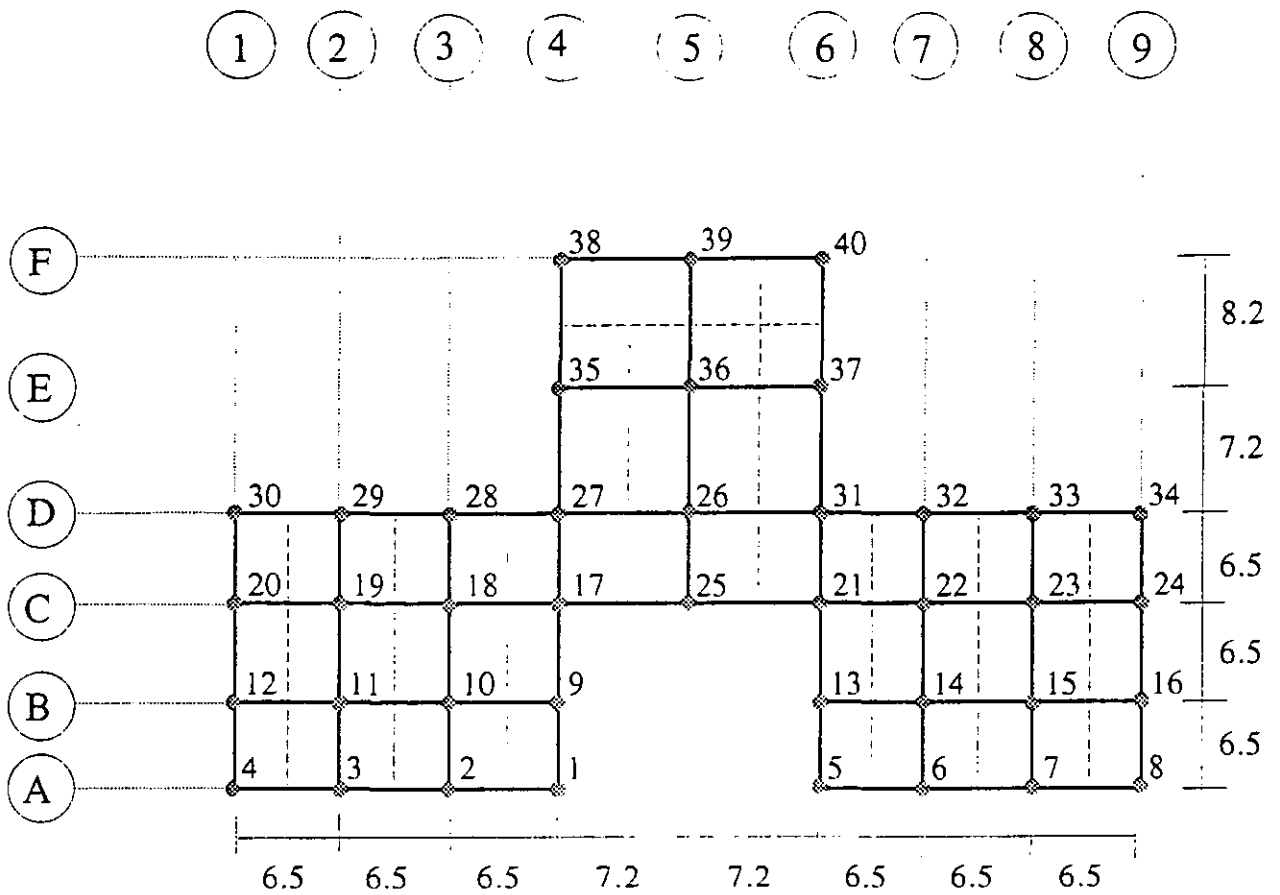 1 2 3 4 5 6 7 8 9
F 38 39 40
8.2
E 35 36 37
7.2
D 30 29 28 27 26 31 32 33 34
6.5
C 20 19 18 17 25 21 22 23 24
6.5
B 12 11 10 9 13 14 15 16
6.5
A 4 3 2 1 5 6 7 8
6.5 6.5 6.5 7.2 7.2 6.5 6.5 6.5